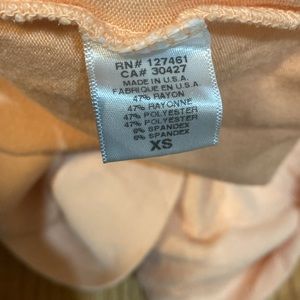 RN# 127461
CA# 30427
MADE IN U.S.A.
FABRIQUE EN U.S.A.
47% RAYON
47% RAYONNE
47% POLYESTER
47% POLYESTER
6% SPANDEX
6% SPANDEX
XS